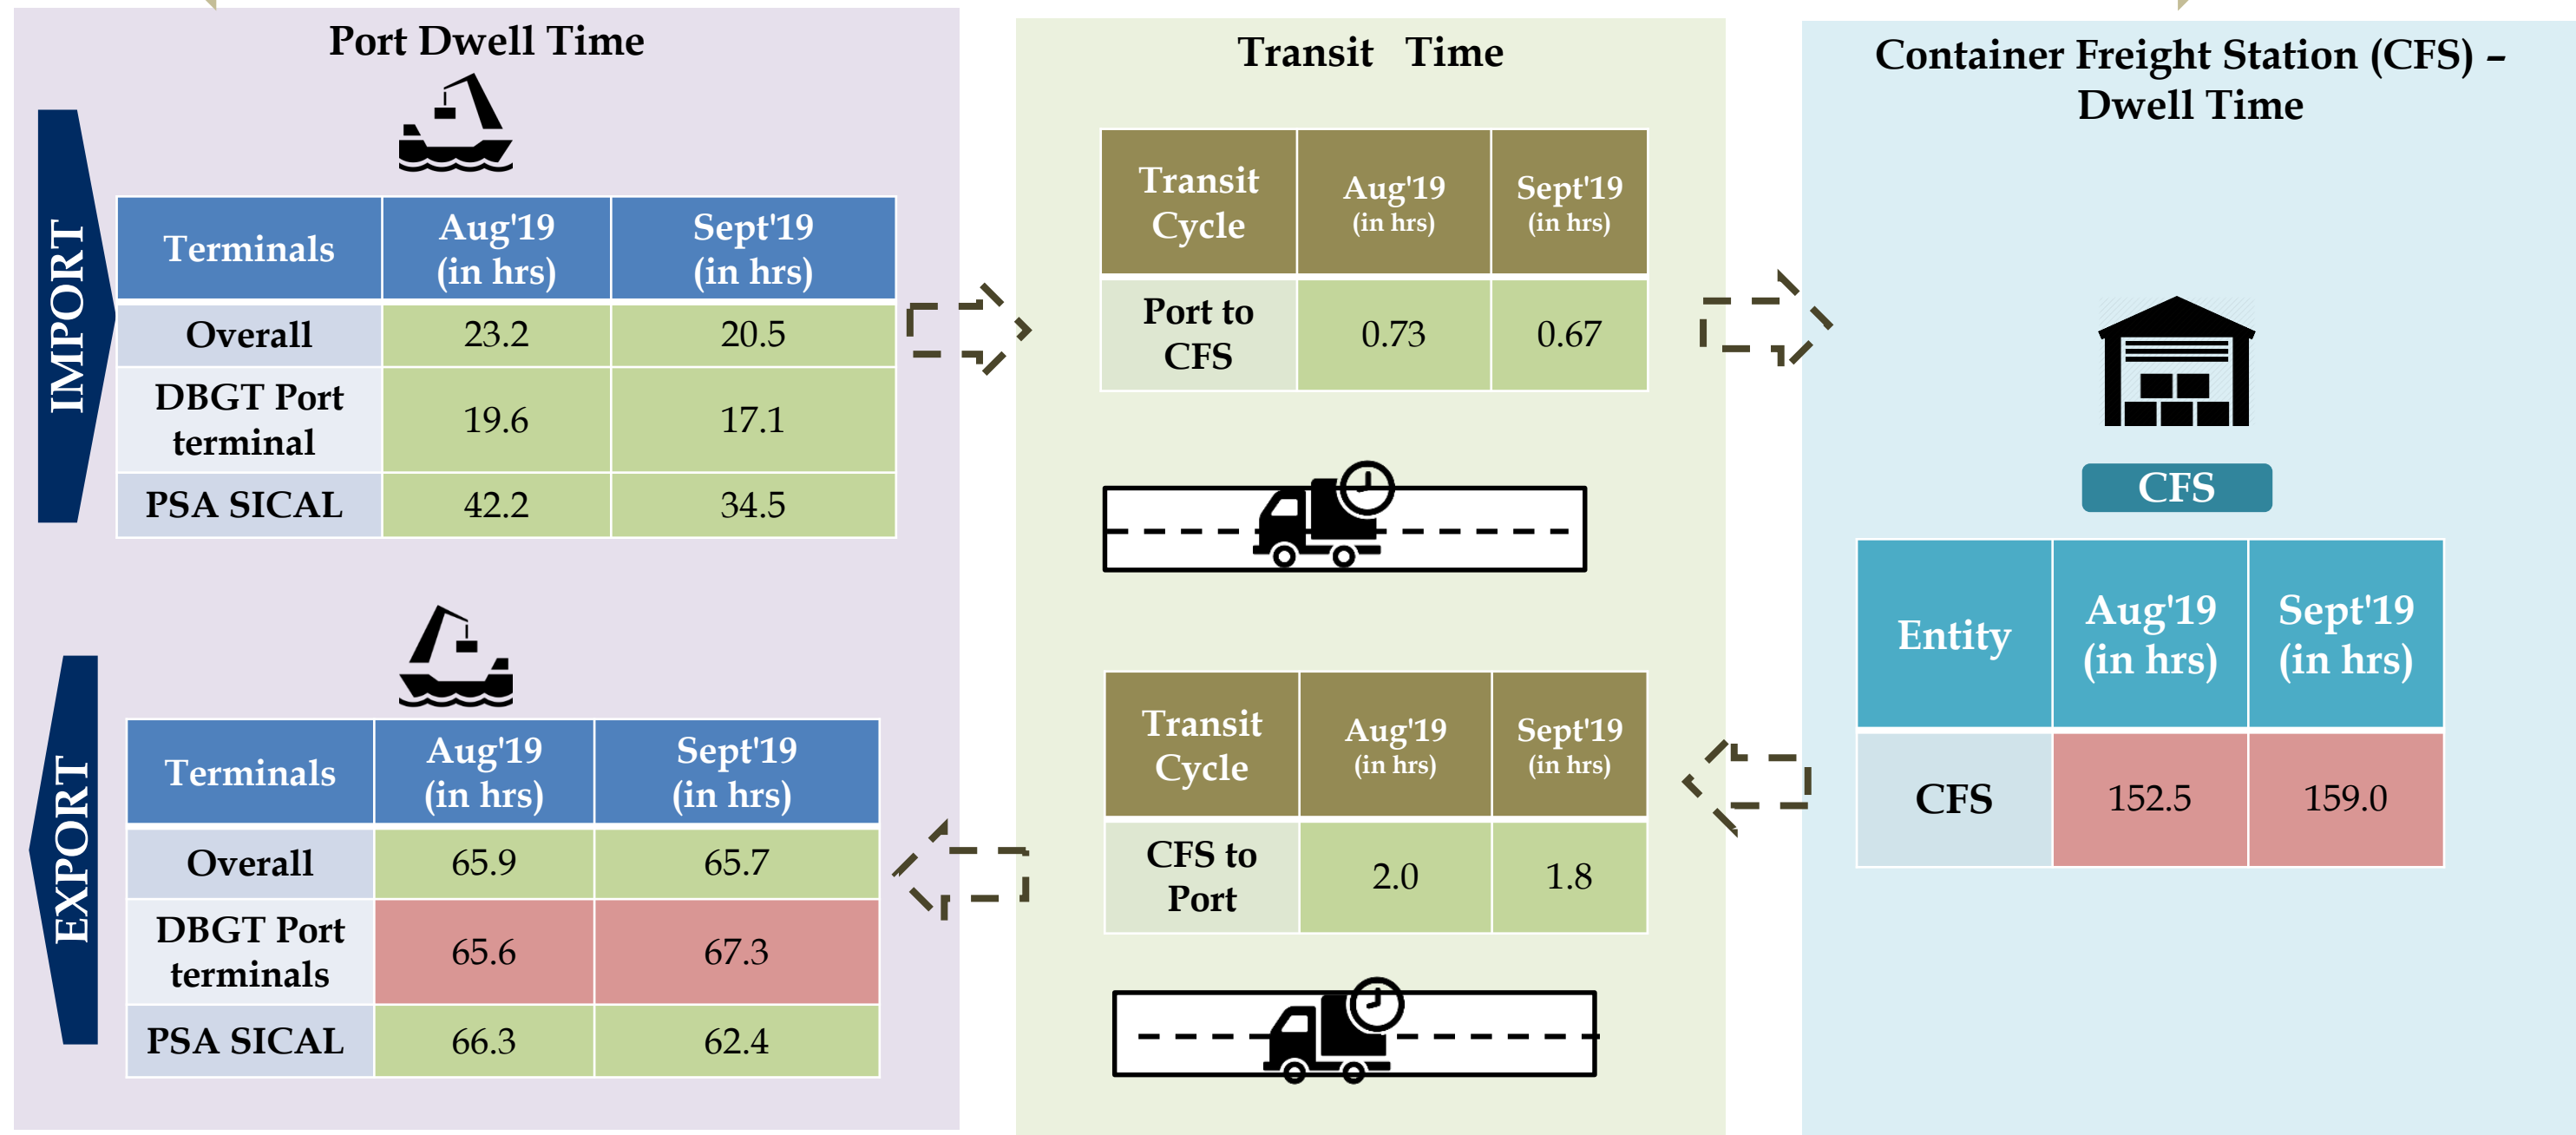 Port Dwell Time
IMPORT
Terminals Aug'19 (in hrs) Sept'19 (in hrs)
Overall 23.2 20.5
DBGT Port terminal 19.6 17.1
PSA SICAL 42.2 34.5
EXPORT
Terminals Aug'19 (in hrs) Sept'19 (in hrs)
Overall 65.9 65.7
DBGT Port terminals 65.6 67.3
PSA SICAL 66.3 62.4
Transit Time
Transit Cycle Aug'19 (in hrs) Sept'19 (in hrs)
Port to CFS 0.73 0.67
Transit Cycle Aug'19 (in hrs) Sept'19 (in hrs)
CFS to Port 2.0 1.8
Container Freight Station (CFS) –
Dwell Time
CFS
Entity Aug'19 (in hrs) Sept'19 (in hrs)
CFS 152.5 159.0